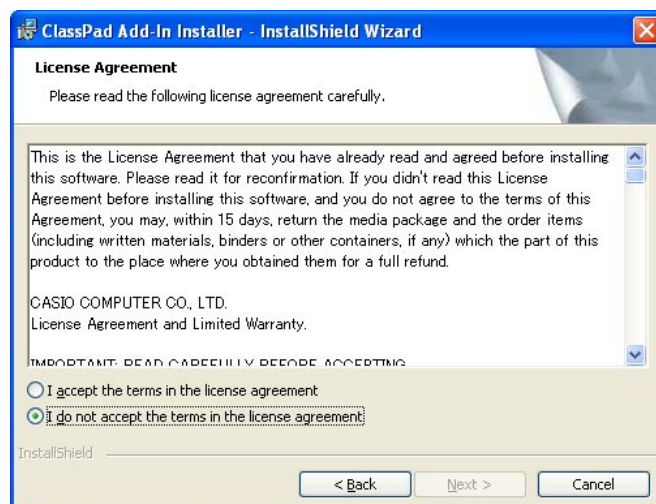 ClassPad Add-In Installer - InstallShield Wizard
License Agreement
Please read the following license agreement carefully.
This is the License Agreement that you have already read and agreed before installing
this software. Please read it for reconfirmation. If you didn't read this License
Agreement before installing this software, and you do not agree to the terms of this
Agreement, you may, within 15 days, return the media package and the order items
(including written materials, binders or other containers, if any) which the part of this
product to the place where you obtained them for a full refund.
CASIO COMPUTER CO., LTD.
License Agreement and Limited Warranty.
IMPORTANT: READ CAREFULLY BEFORE ACCEPTING
I accept the terms in the license agreement
I do not accept the terms in the license agreement
InstallShield
< Back Next > Cancel